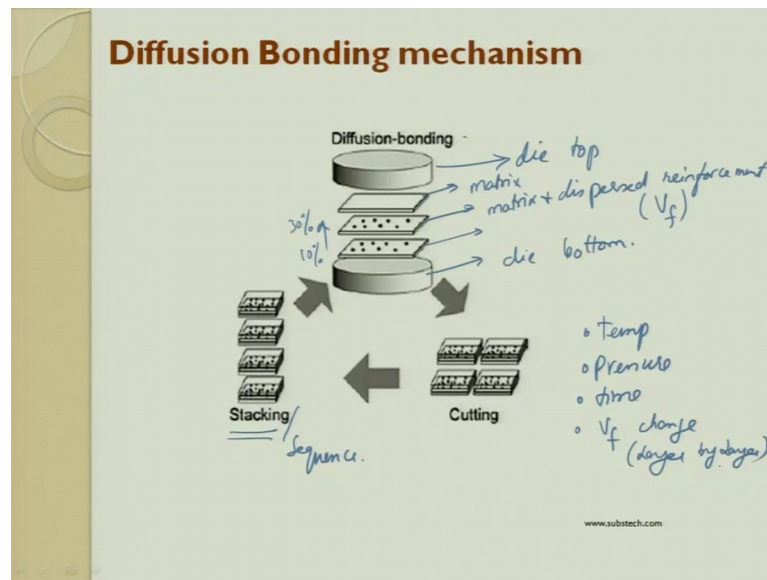 Diffusion Bonding mechanism
Diffusion-bonding
die top
matrix
matrix + dispersed reinforcement
(Vf)
30%
10%
die bottom.
• temp
• Pressure
• time
• Vf change
(layer by layer)
Stacking/
Sequence.
Cutting
www.substech.com